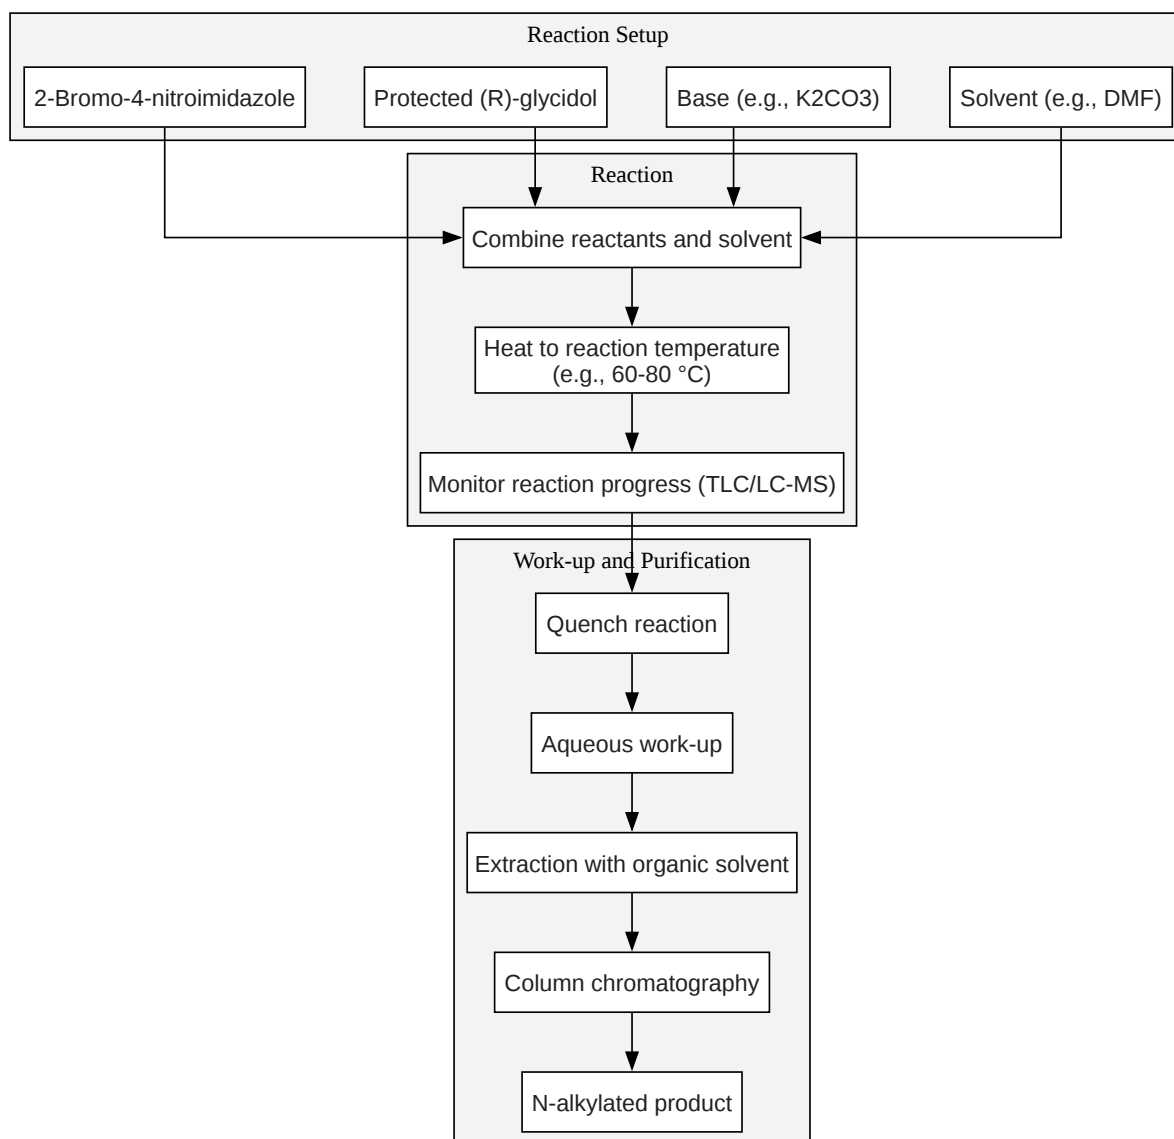 Reaction Setup
2-Bromo-4-nitroimidazole
Protected (R)-glycidol
Base (e.g., K2CO3)
Solvent (e.g., DMF)
Reaction
Combine reactants and solvent
Heat to reaction temperature
(e.g., 60-80 °C)
Monitor reaction progress (TLC/LC-MS)
Work-up and Purification
Quench reaction
Aqueous work-up
Extraction with organic solvent
Column chromatography
N-alkylated product